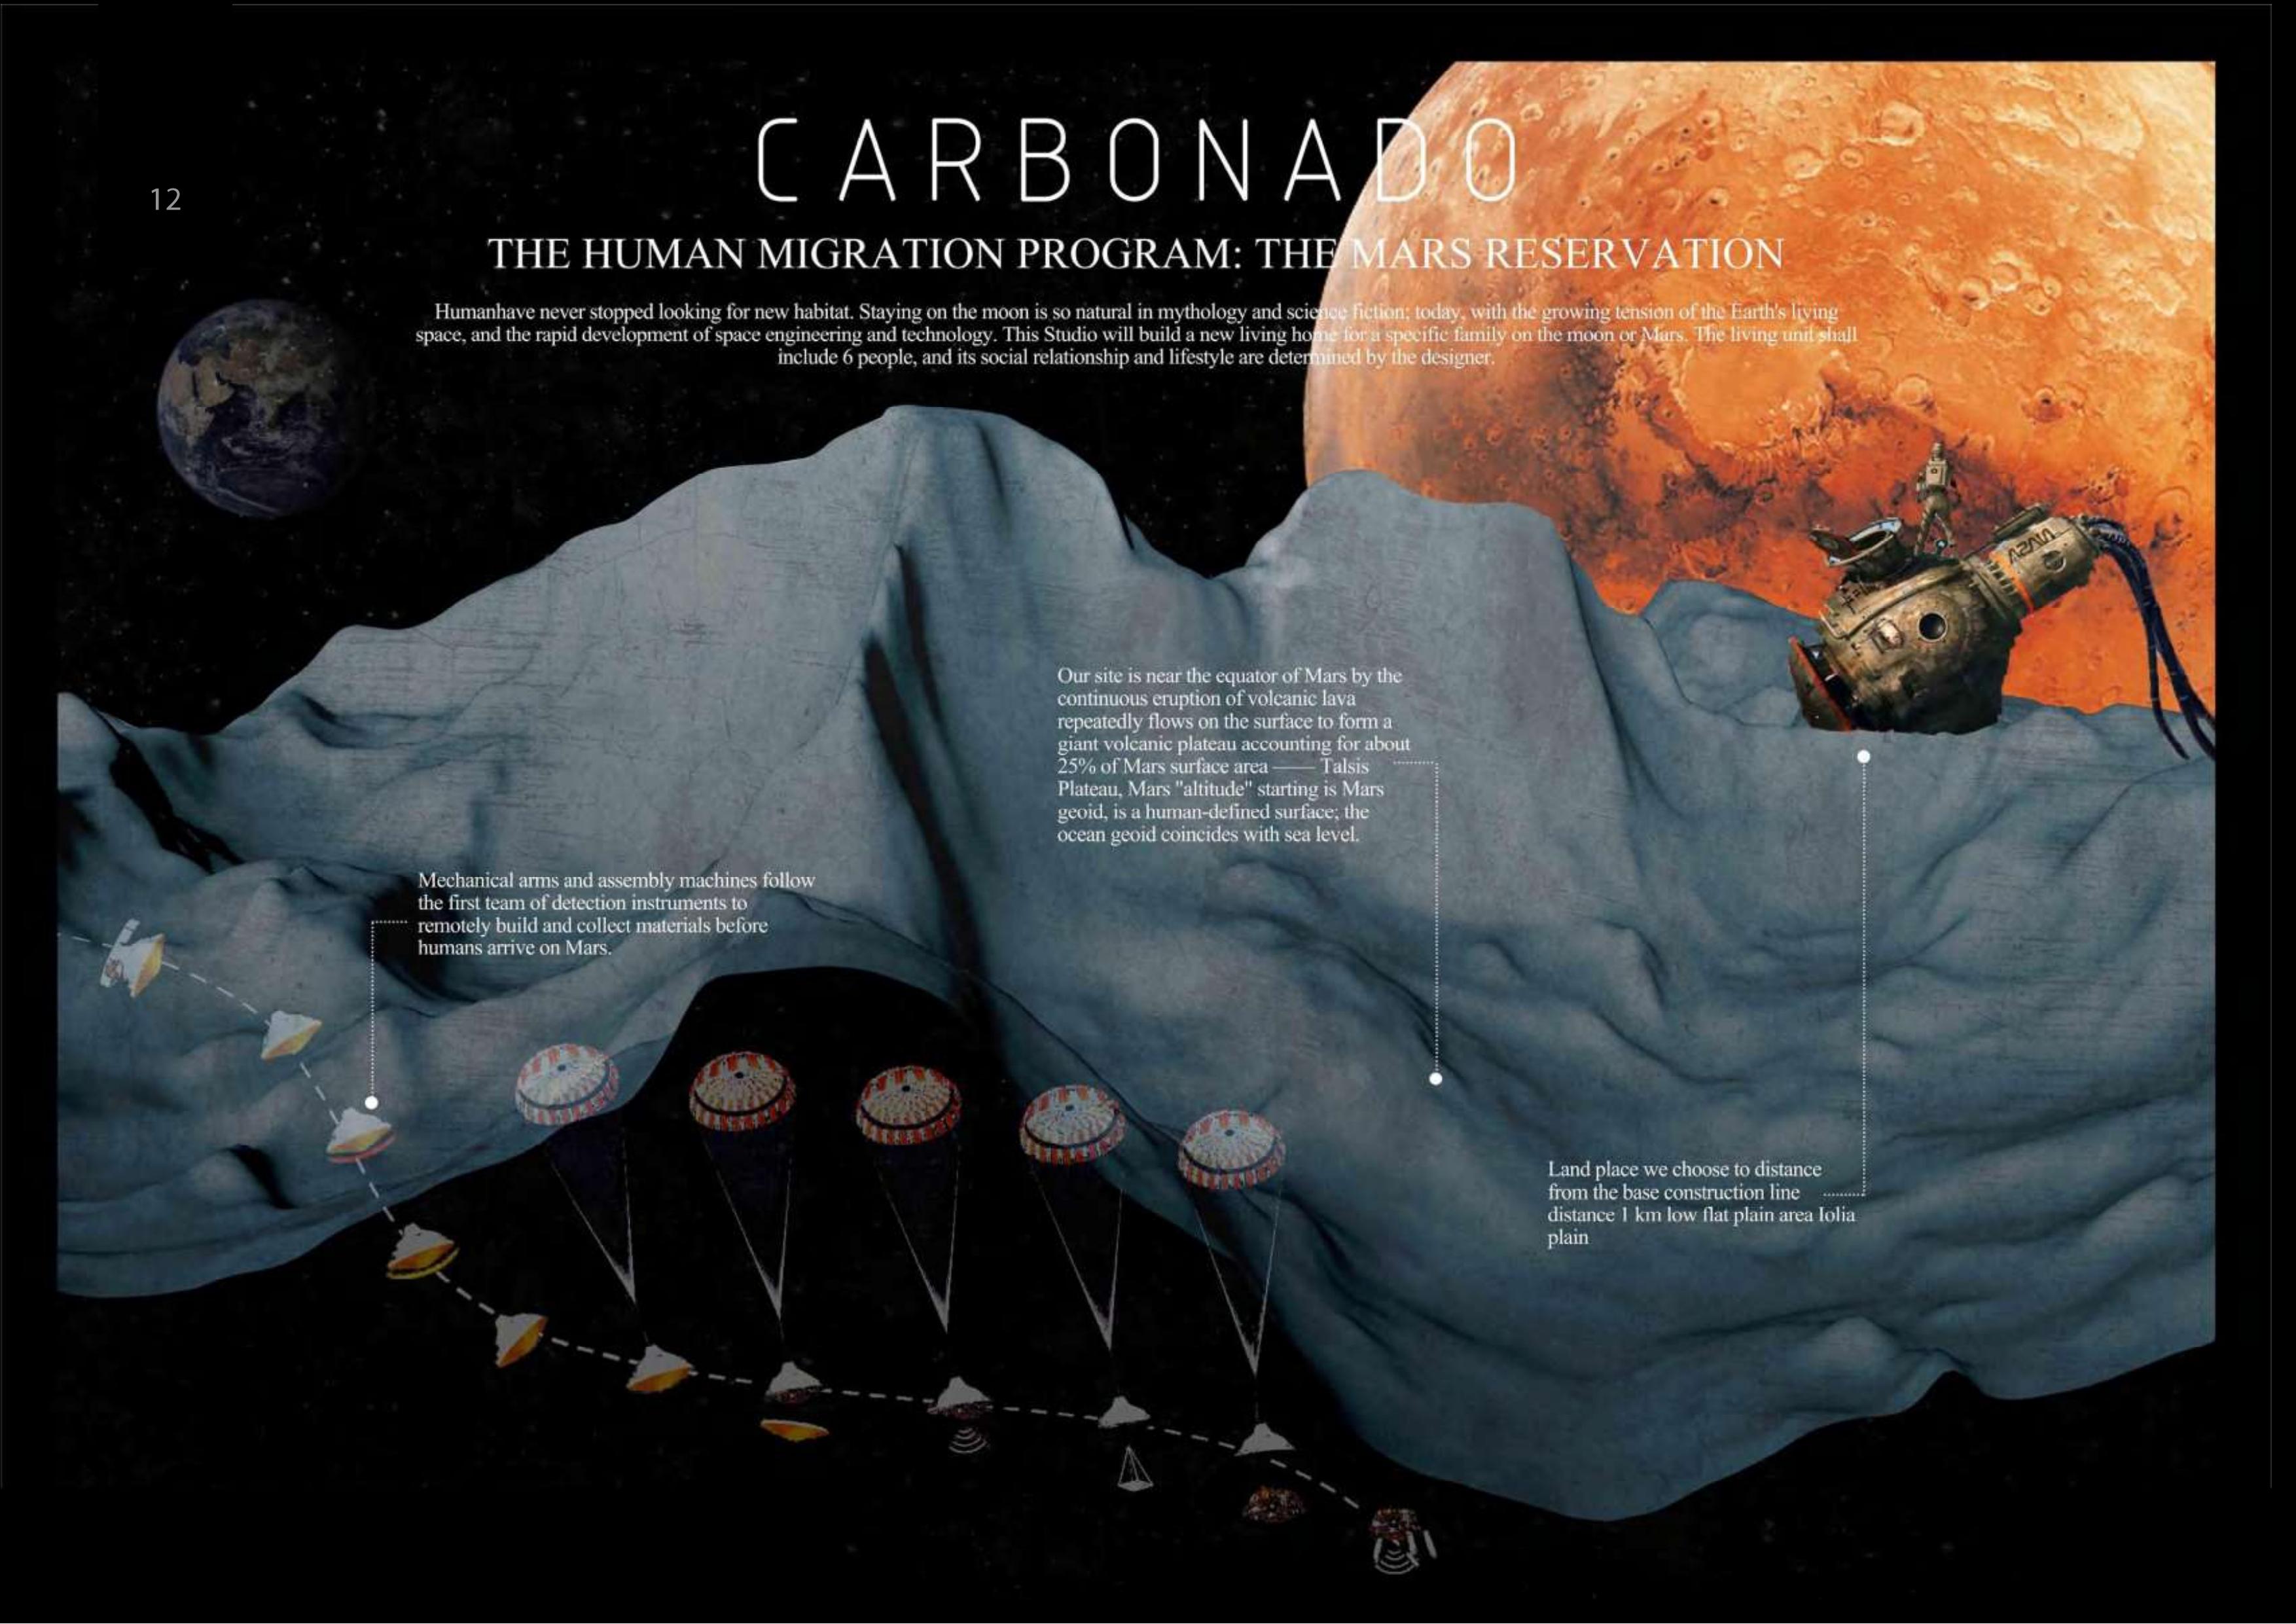 12
CARBONADO
THE HUMAN MIGRATION PROGRAM: THE MARS RESERVATION
Humanhave never stopped looking for new habitat. Staying on the moon is so natural in mythology and science fiction; today, with the growing tension of the Earth's living
space, and the rapid development of space engineering and technology. This Studio will build a new living home for a specific family on the moon or Mars. The living unit shall
include 6 people, and its social relationship and lifestyle are determined by the designer.
Our site is near the equator of Mars by the
continuous eruption of volcanic lava
repeatedly flows on the surface to form a
giant volcanic plateau accounting for about
25% of Mars surface area —— Talsis
Plateau, Mars "altitude" starting is Mars
geoid, is a human-defined surface; the
ocean geoid coincides with sea level.
Mechanical arms and assembly machines follow
the first team of detection instruments to
remotely build and collect materials before
humans arrive on Mars.
Land place we choose to distance
from the base construction line
distance 1 km low flat plain area Iolia
plain